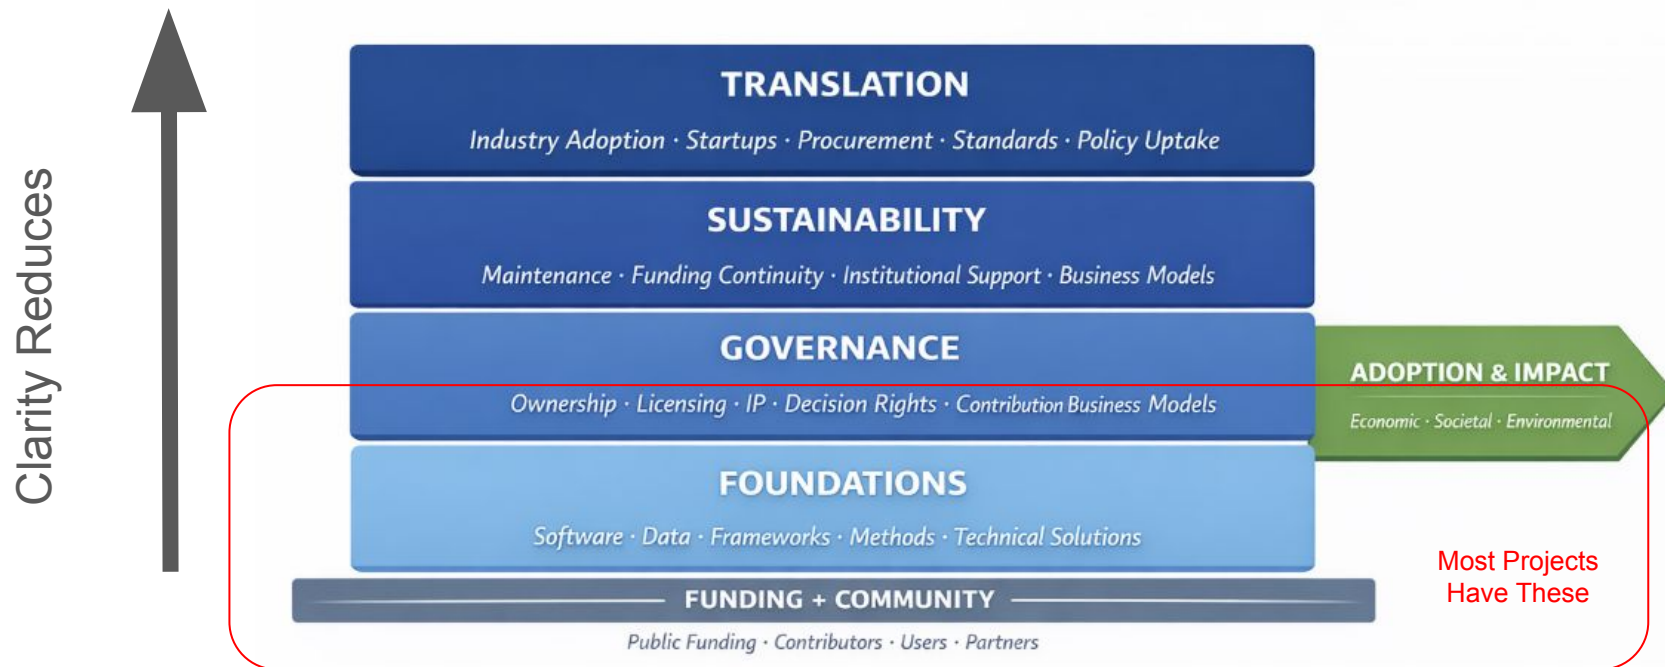 Clarity Reduces
TRANSLATION
Industry Adoption · Startups · Procurement · Standards · Policy Uptake
SUSTAINABILITY
Maintenance · Funding Continuity · Institutional Support · Business Models
GOVERNANCE
Ownership · Licensing · IP · Decision Rights · Contribution Business Models
ADOPTION & IMPACT
Economic · Societal · Environmental
FOUNDATIONS
Software · Data · Frameworks · Methods · Technical Solutions
Most Projects
Have These
FUNDING + COMMUNITY
Public Funding · Contributors · Users · Partners